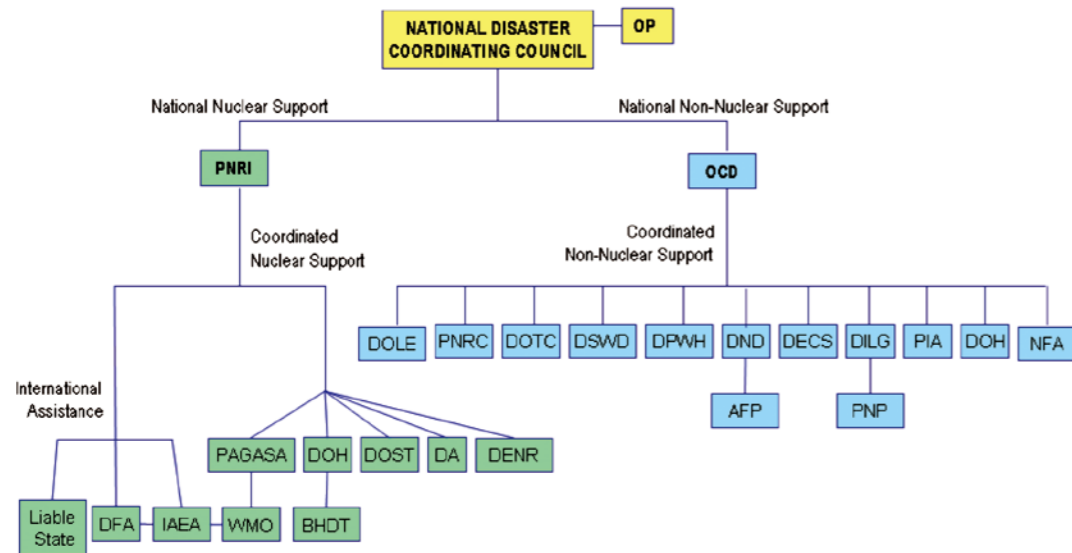 NATIONAL DISASTER
COORDINATING COUNCIL
OP
National Nuclear Support
National Non-Nuclear Support
PNRI
OCD
Coordinated
Nuclear Support
Coordinated
Non-Nuclear Support
DOLE
PNRC
DOTC
DSWD
DPWH
DND
DECS
DILG
PIA
DOH
NFA
International
Assistance
AFP
PNP
PAGASA
DOH
DOST
DA
DENR
Liable
State
DFA
IAEA
WMO
BHDT